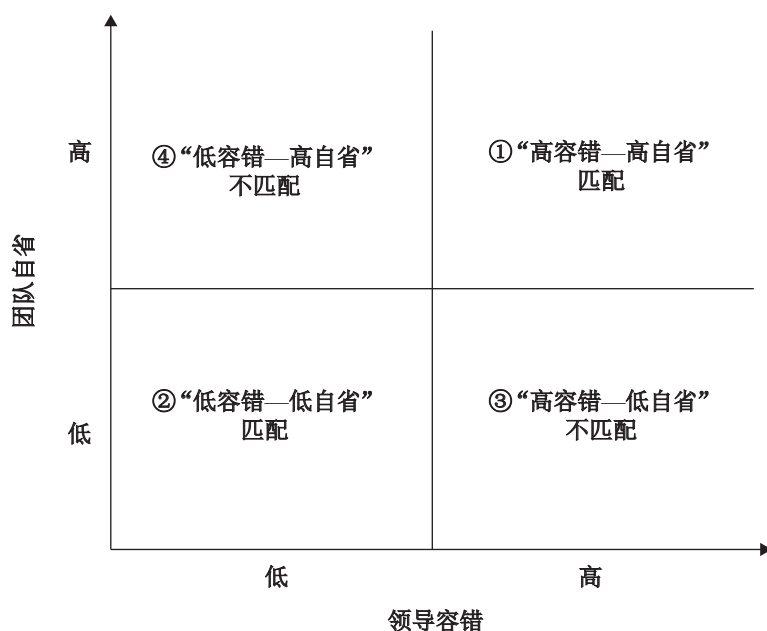 高
④“低容错—高自省”
不匹配
①“高容错—高自省”
匹配
团队自省
低
②“低容错—低自省”
匹配
③“高容错—低自省”
不匹配
低
高
领导容错